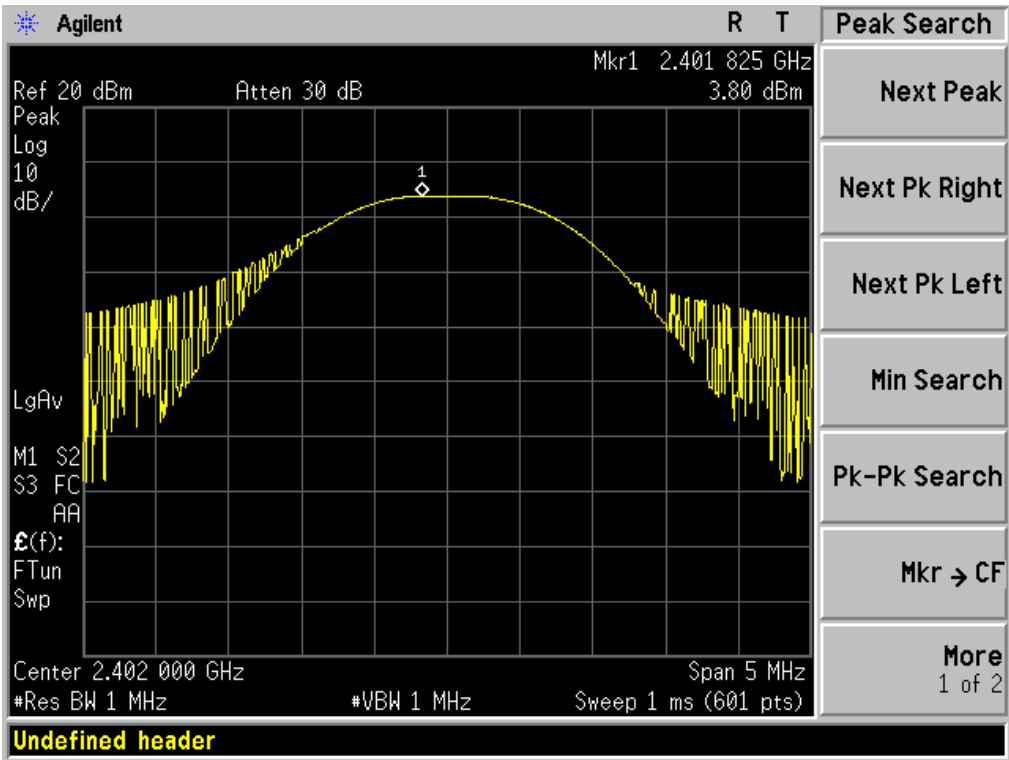 Agilent R T
Peak Search
Mkr1 2.401 825 GHz
Ref 20 dBm Atten 30 dB 3.80 dBm
Peak
Log
10
dB/
1
LgAv
M1 S2
S3 FC
AA
£(f):
FTun
Swp
Center 2.402 000 GHz Span 5 MHz
#Res BW 1 MHz #VBW 1 MHz Sweep 1 ms (601 pts)
Undefined header
Next Peak
Next Pk Right
Next Pk Left
Min Search
Pk-Pk Search
Mkr → CF
More
1 of 2